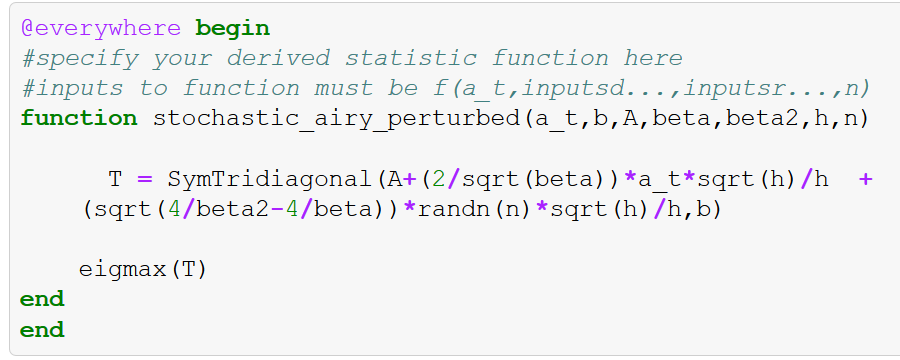 @everywhere begin
#specify your derived statistic function here
#inputs to function must be f(a_t,inputsd...,inputsr...,n)
function stochastic_airy_perturbed(a_t,b,A,beta,beta2,h,n)
T = SymTridiagonal(A+(2/sqrt(beta))*a_t*sqrt(h)/h +
(sqrt(4/beta2-4/beta))*randn(n)*sqrt(h)/h,b)
eigmax(T)
end
end